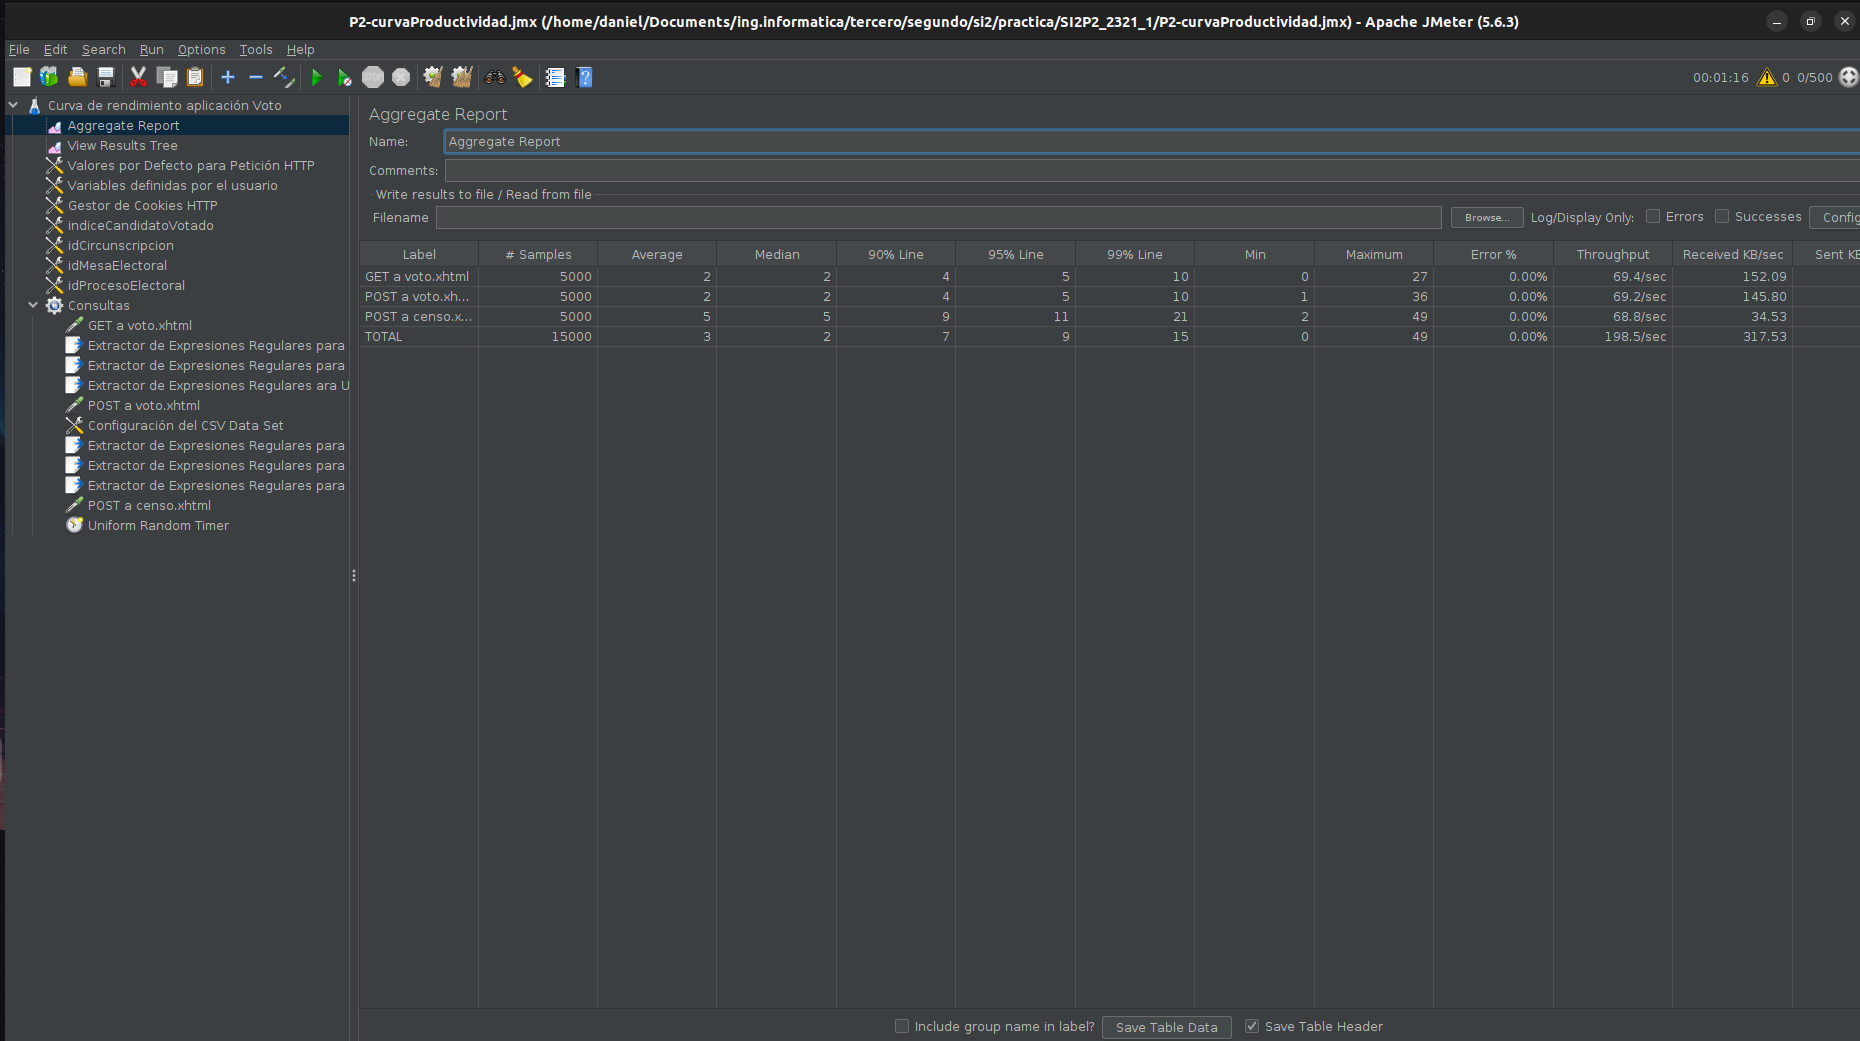 P2-curvaProductividad.jmx (/home/daniel/Documents/ing.informatica/tercero/segundo/si2/practica/SI2P2_2321_1/P2-curvaProductividad.jmx) - Apache JMeter (5.6.3)
File Edit Search Run Options Tools Help
STOP 00:01:16 0 0/500
Curva de rendimiento aplicación Voto
Aggregate Report
View Results Tree
Valores por Defecto para Petición HTTP
Variables definidas por el usuario
Gestor de Cookies HTTP
indiceCandidatoVotado
idCircunscripcion
idMesaElectoral
idProcesoElectoral
Consultas
GET a voto.xhtml
Extractor de Expresiones Regulares para
Extractor de Expresiones Regulares para
Extractor de Expresiones Regulares ara U
POST a voto.xhtml
Configuración del CSV Data Set
Extractor de Expresiones Regulares para
Extractor de Expresiones Regulares para
Extractor de Expresiones Regulares para
POST a censo.xhtml
Uniform Random Timer
Aggregate Report
Name: Aggregate Report
Comments:
Write results to file / Read from file
Filename Browse... Log/Display Only: Errors Successes Config
Label # Samples Average Median 90% Line 95% Line 99% Line Min Maximum Error % Throughput Received KB/sec Sent KB
GET a voto.xhtml 5000 2 2 4 5 10 0 27 0.00% 69.4/sec 152.09
POST a voto.xh... 5000 2 2 4 5 10 1 36 0.00% 69.2/sec 145.80
POST a censo.x... 5000 5 5 9 11 21 2 49 0.00% 68.8/sec 34.53
TOTAL 15000 3 2 7 9 15 0 49 0.00% 198.5/sec 317.53
Include group name in label? Save Table Data Save Table Header